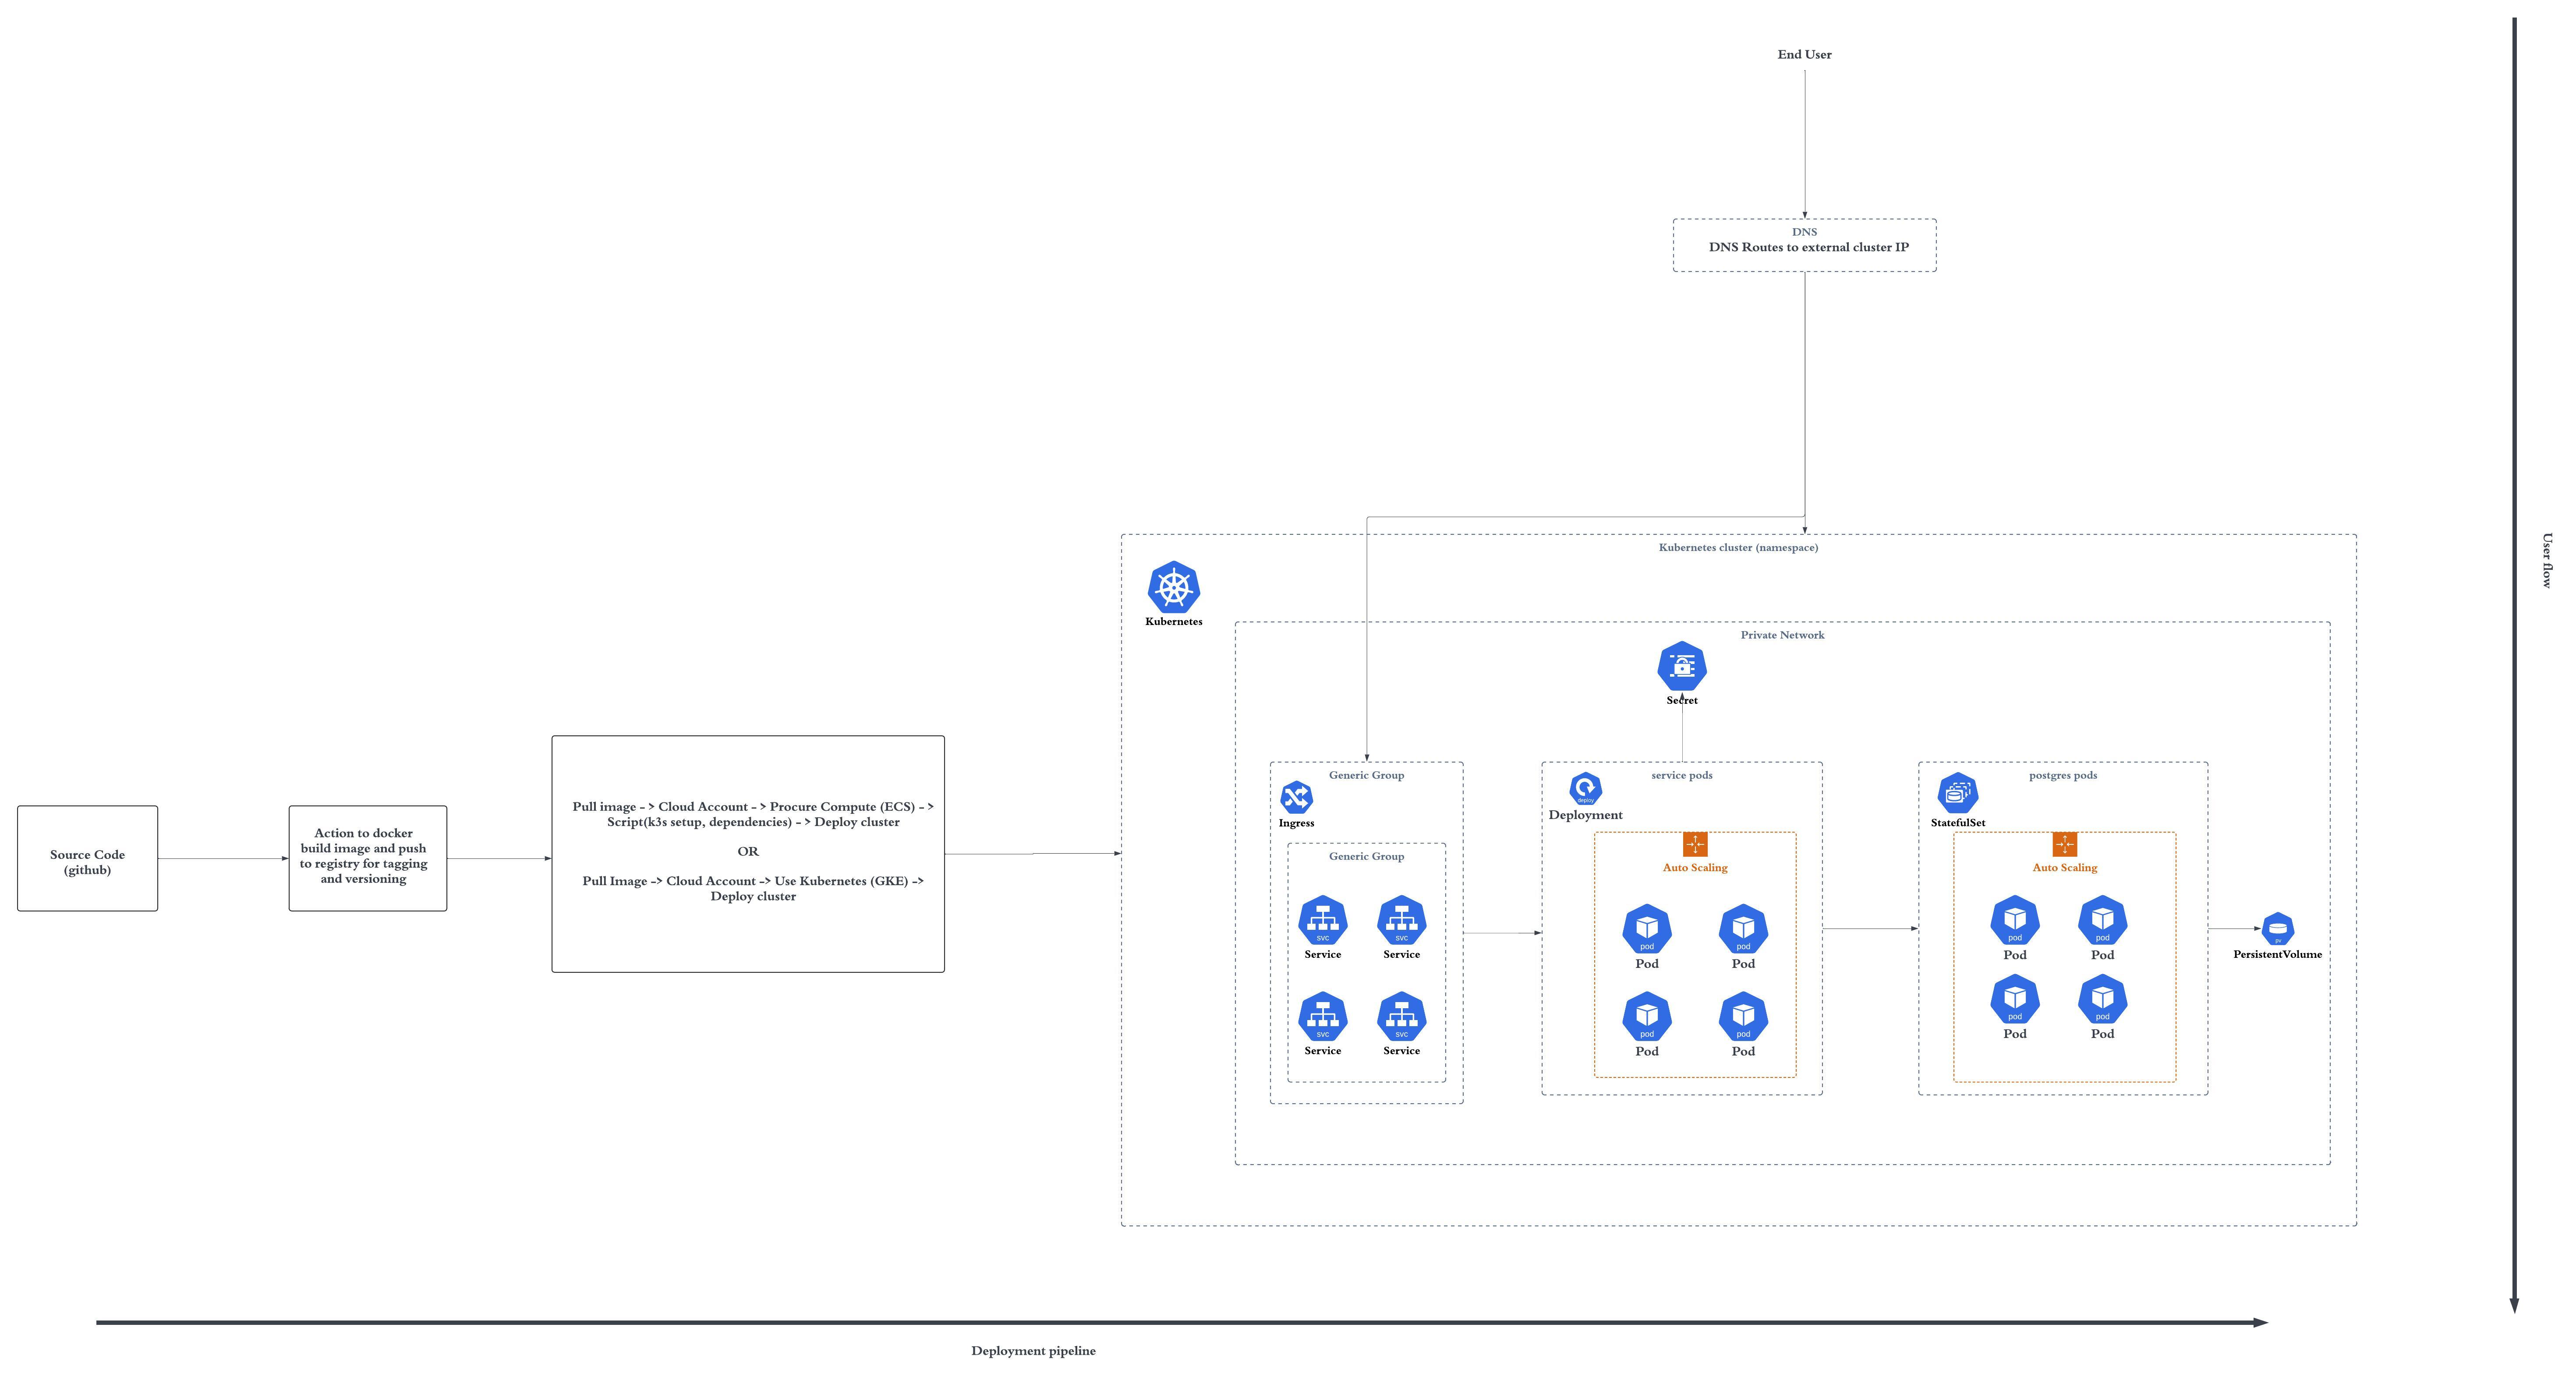 End User
DNS
DNS Routes to external cluster IP
Kubernetes cluster (namespace)
Kubernetes
Private Network
Secret
Source Code
(github)
Action to docker
build image and push
to registry for tagging
and versioning
Pull image - > Cloud Account - > Procure Compute (ECS) - >
Script(k3s setup, dependencies) - > Deploy cluster
OR
Pull Image -> Cloud Account -> Use Kubernetes (GKE) ->
Deploy cluster
Generic Group
Ingress
Generic Group
svc
Service
svc
Service
svc
Service
svc
Service
service pods
deploy
Deployment
Auto Scaling
pod
Pod
pod
Pod
pod
Pod
pod
Pod
postgres pods
StatefulSet
Auto Scaling
pod
Pod
pod
Pod
pod
Pod
pod
Pod
pv
PersistentVolume
User flow
Deployment pipeline